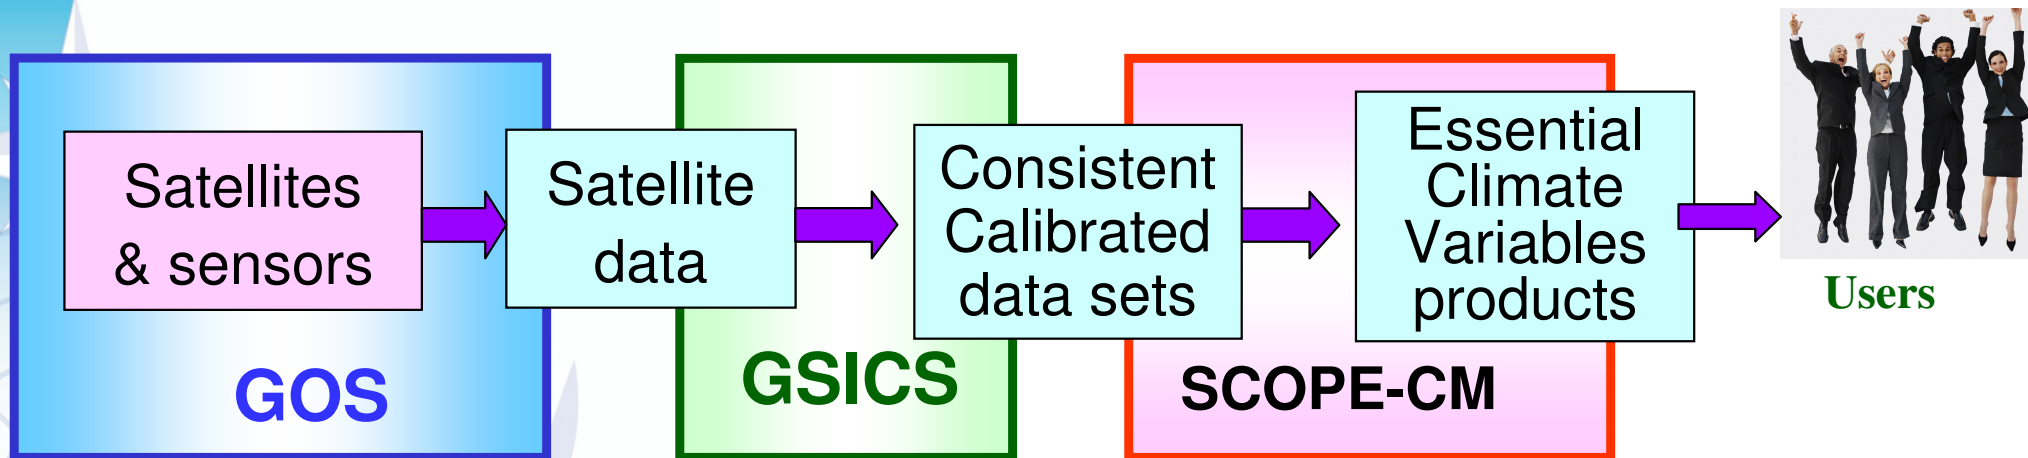 Satellites
& sensors
Satellite
data
Consistent
Calibrated
data sets
Essential
Climate
Variables
products
Users
GOS
GSICS
SCOPE-CM